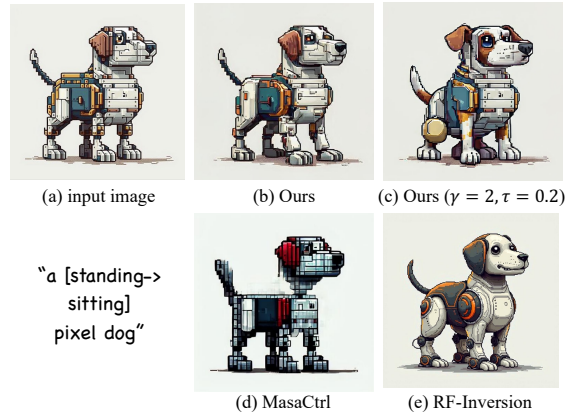 (a) input image
(b) Ours
(c) Ours (γ = 2, τ = 0.2)
“a [standing->
sitting]
pixel dog”
(d) MasaCtrl
(e) RF-Inversion